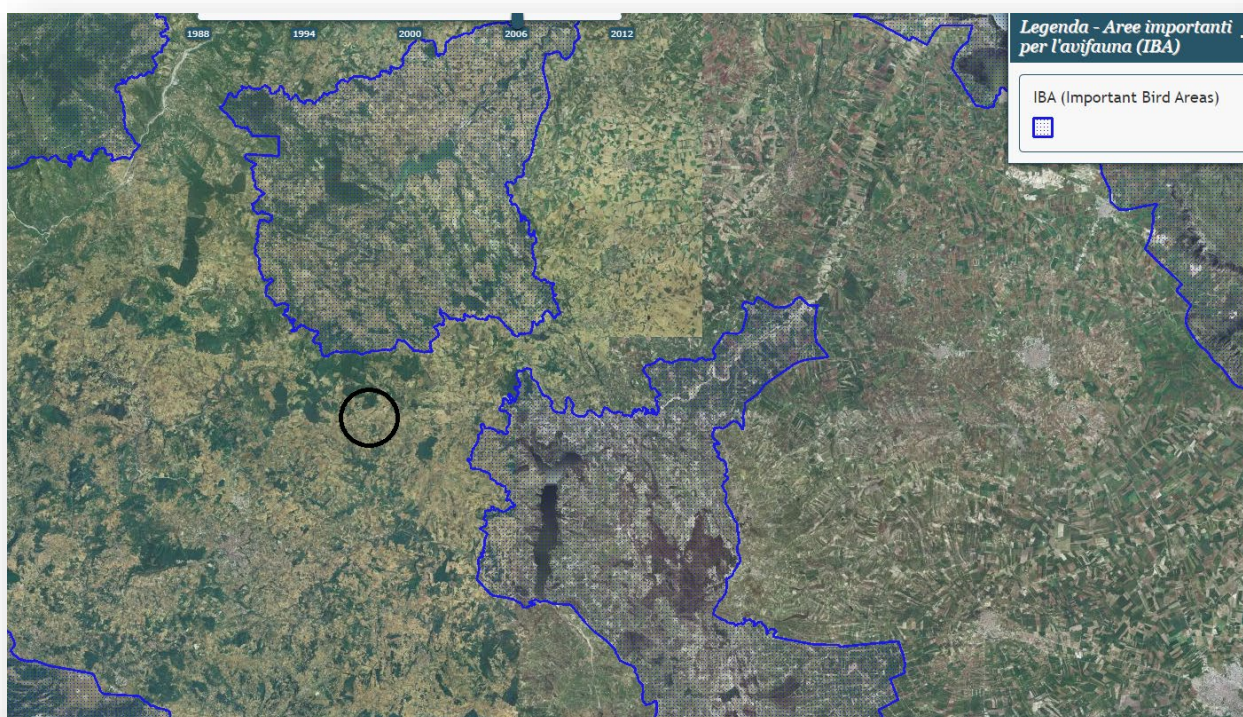 1988 1994 2000 2006 2012
Legenda - Aree importanti
per l'avifauna (IBA)
IBA (Important Bird Areas)